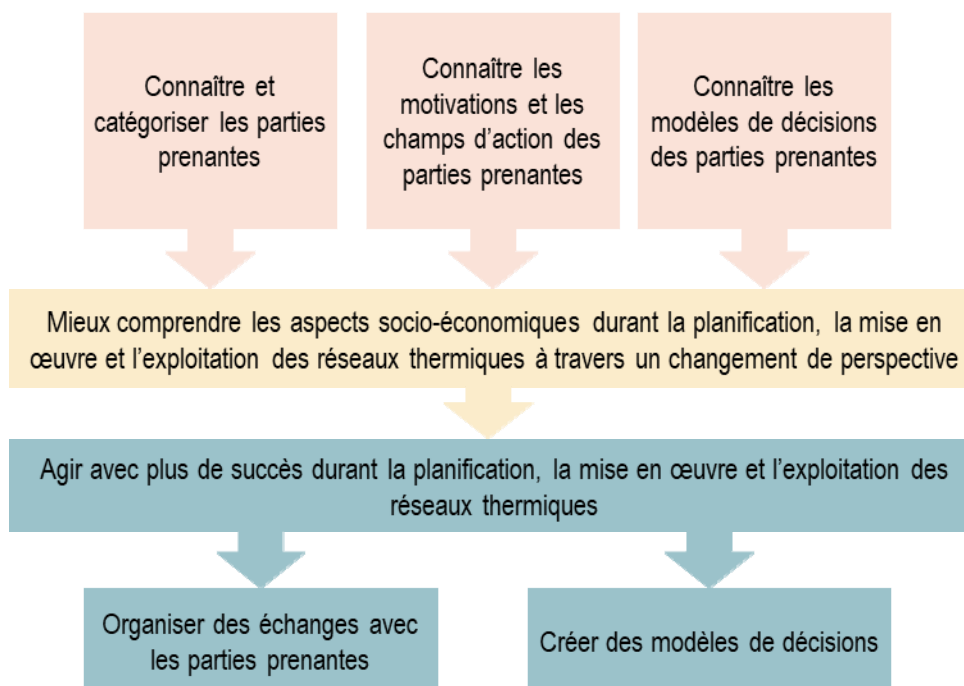 Connaître et
catégoriser les parties
prenantes
Connaître les
motivations et les
champs d'action des
parties prenantes
Connaître les
modèles de décisions
des parties prenantes
Mieux comprendre les aspects socio-économiques durant la planification, la mise en
œuvre et l'exploitation des réseaux thermiques à travers un changement de perspective
Agir avec plus de succès durant la planification, la mise en œuvre et l'exploitation des
réseaux thermiques
Organiser des échanges avec
les parties prenantes
Créer des modèles de décisions